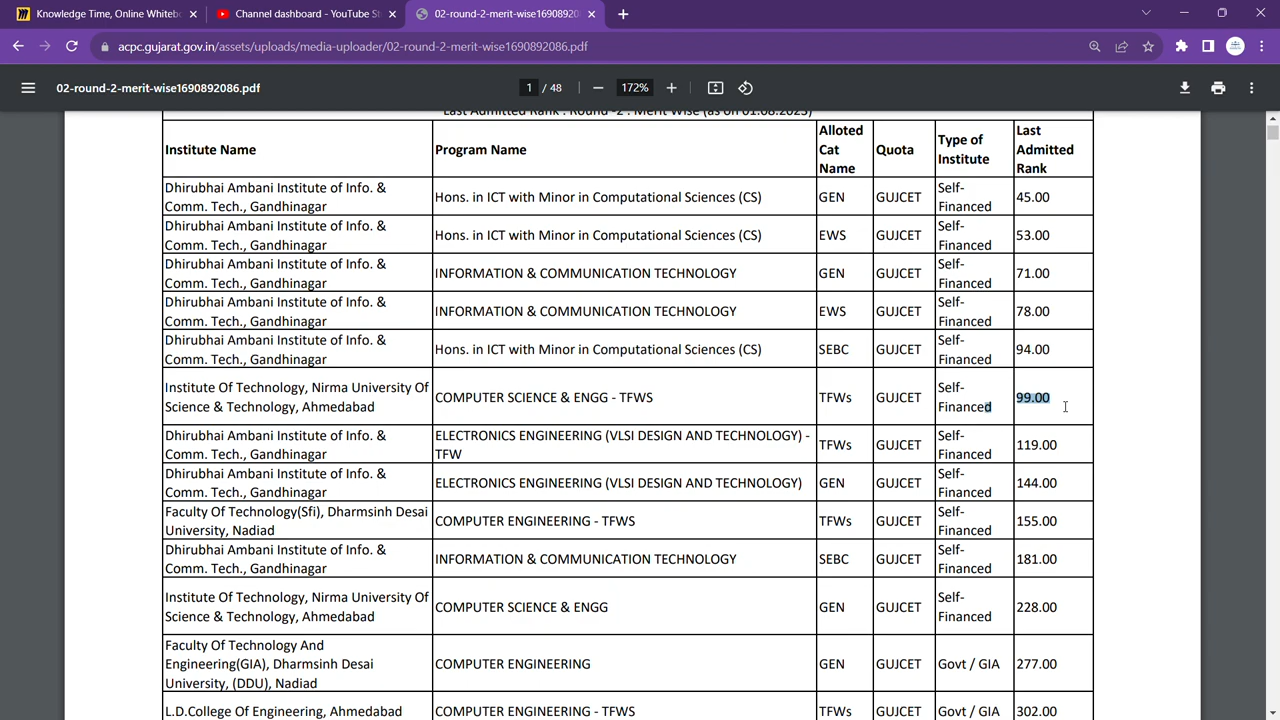 Knowledge Time, Online Whiteb
Channel dashboard - YouTube St
02-round-2-merit-wise169089220
acpc.gujarat.gov.in/assets/uploads/media-uploader/02-round-2-merit-wise1690892086.pdf
02-round-2-merit-wise1690892086.pdf
1 / 48
172%
Last Admitted Rank : Round -2 : Merit Wise (as on 01.08.2023)
Institute Name Program Name Alloted Cat Name Quota Type of Institute Last Admitted Rank
Dhirubhai Ambani Institute of Info. & Comm. Tech., Gandhinagar Hons. in ICT with Minor in Computational Sciences (CS) GEN GUJCET Self-Financed 45.00
Dhirubhai Ambani Institute of Info. & Comm. Tech., Gandhinagar Hons. in ICT with Minor in Computational Sciences (CS) EWS GUJCET Self-Financed 53.00
Dhirubhai Ambani Institute of Info. & Comm. Tech., Gandhinagar INFORMATION & COMMUNICATION TECHNOLOGY GEN GUJCET Self-Financed 71.00
Dhirubhai Ambani Institute of Info. & Comm. Tech., Gandhinagar INFORMATION & COMMUNICATION TECHNOLOGY EWS GUJCET Self-Financed 78.00
Dhirubhai Ambani Institute of Info. & Comm. Tech., Gandhinagar Hons. in ICT with Minor in Computational Sciences (CS) SEBC GUJCET Self-Financed 94.00
Institute Of Technology, Nirma University Of Science & Technology, Ahmedabad COMPUTER SCIENCE & ENGG - TFWS TFWs GUJCET Self-Financed 99.00
Dhirubhai Ambani Institute of Info. & Comm. Tech., Gandhinagar ELECTRONICS ENGINEERING (VLSI DESIGN AND TECHNOLOGY) - TFW TFWs GUJCET Self-Financed 119.00
Dhirubhai Ambani Institute of Info. & Comm. Tech., Gandhinagar ELECTRONICS ENGINEERING (VLSI DESIGN AND TECHNOLOGY) GEN GUJCET Self-Financed 144.00
Faculty Of Technology(Sfi), Dharmsinh Desai University, Nadiad COMPUTER ENGINEERING - TFWS TFWs GUJCET Self-Financed 155.00
Dhirubhai Ambani Institute of Info. & Comm. Tech., Gandhinagar INFORMATION & COMMUNICATION TECHNOLOGY SEBC GUJCET Self-Financed 181.00
Institute Of Technology, Nirma University Of Science & Technology, Ahmedabad COMPUTER SCIENCE & ENGG GEN GUJCET Self-Financed 228.00
Faculty Of Technology And Engineering(GIA), Dharmsinh Desai University, (DDU), Nadiad COMPUTER ENGINEERING GEN GUJCET Govt / GIA 277.00
L.D.College Of Engineering, Ahmedabad COMPUTER ENGINEERING - TFWS TFWs GUJCET Govt / GIA 302.00